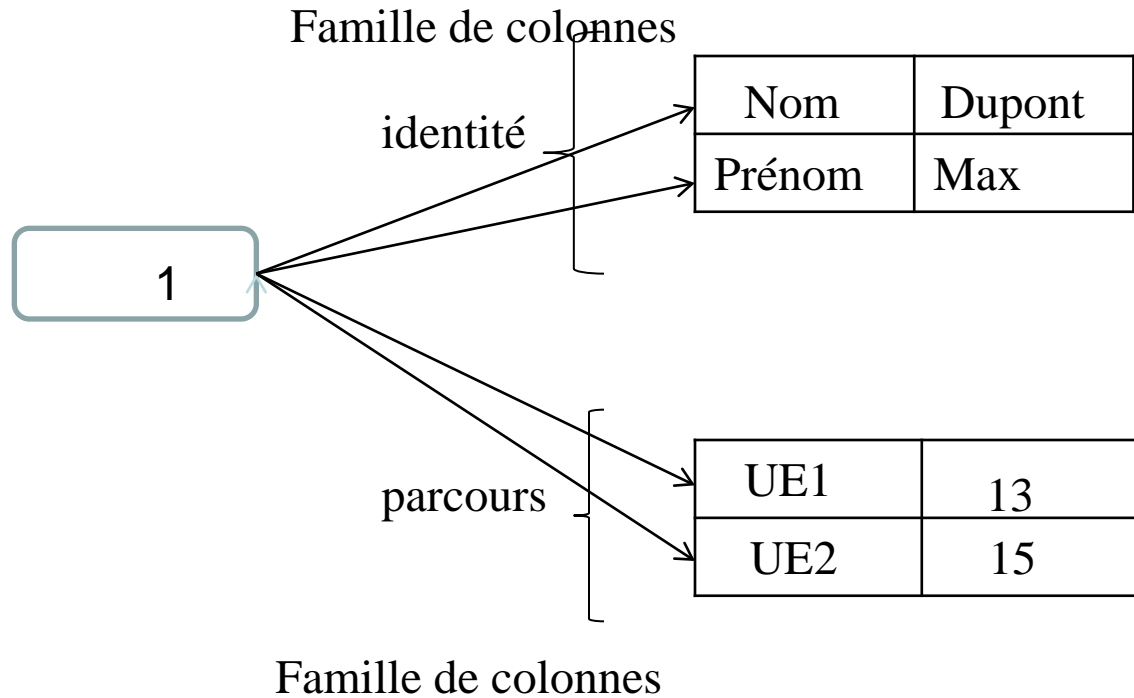 Famille de colonnes
Nom Dupont
identité
Prénom Max
1
UE1 13
parcours
UE2 15
Famille de colonnes